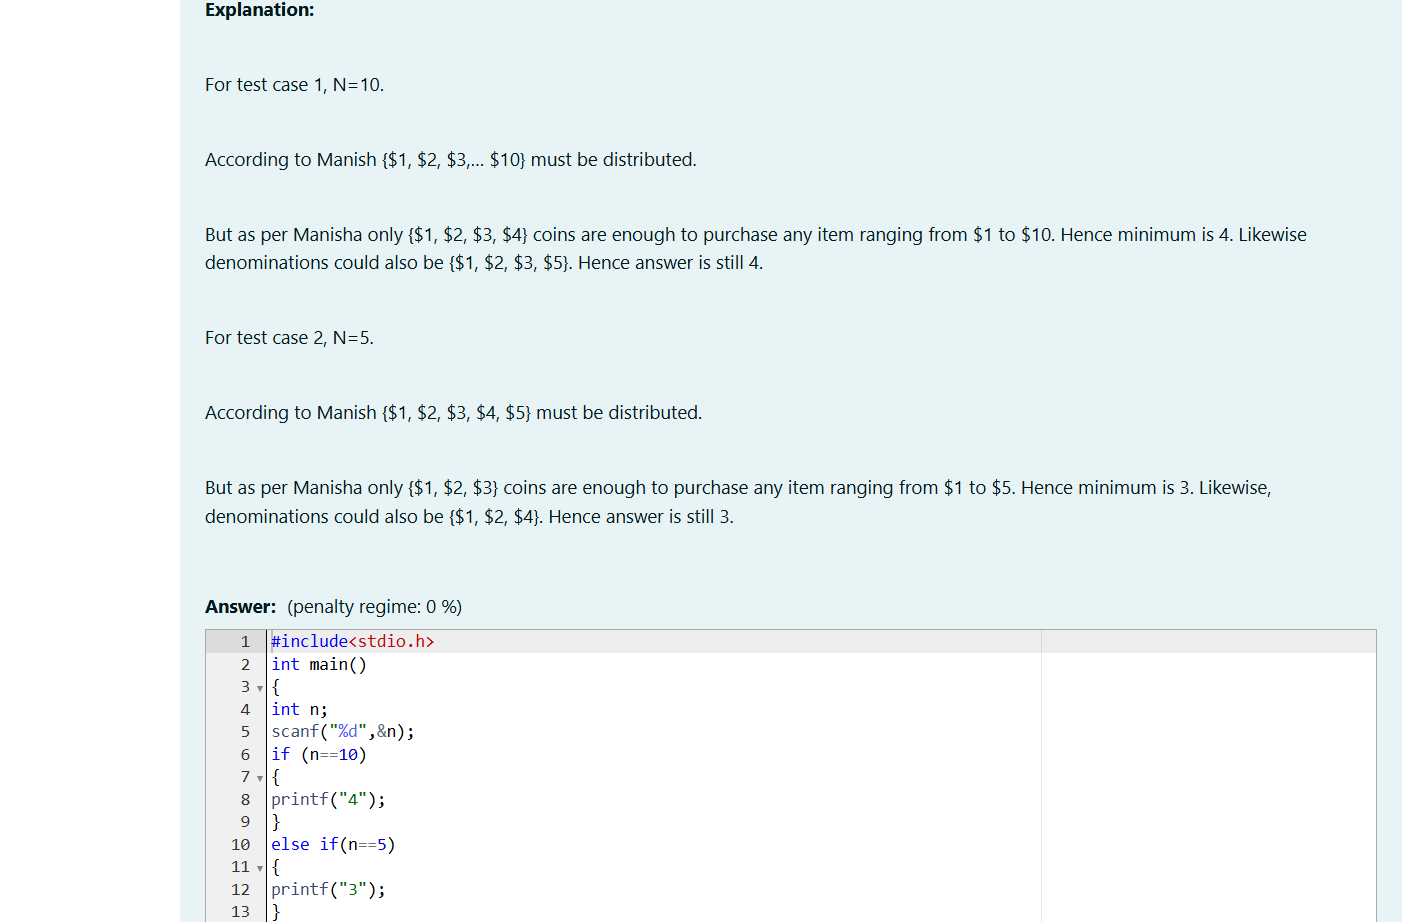 Explanation:
For test case 1, N=10.
According to Manish {$1, $2, $3,... $10} must be distributed.
But as per Manisha only {$1, $2, $3, $4} coins are enough to purchase any item ranging from $1 to $10. Hence minimum is 4. Likewise
denominations could also be {$1, $2, $3, $5}. Hence answer is still 4.
For test case 2, N=5.
According to Manish {$1, $2, $3, $4, $5} must be distributed.
But as per Manisha only {$1, $2, $3} coins are enough to purchase any item ranging from $1 to $5. Hence minimum is 3. Likewise,
denominations could also be {$1, $2, $4}. Hence answer is still 3.
Answer: (penalty regime: 0 %)
1 #include<stdio.h>
2 int main()
3 {
4 int n;
5 scanf("%d",&n);
6 if (n==10)
7 {
8 printf("4");
9 }
10 else if(n==5)
11 {
12 printf("3");
13 }